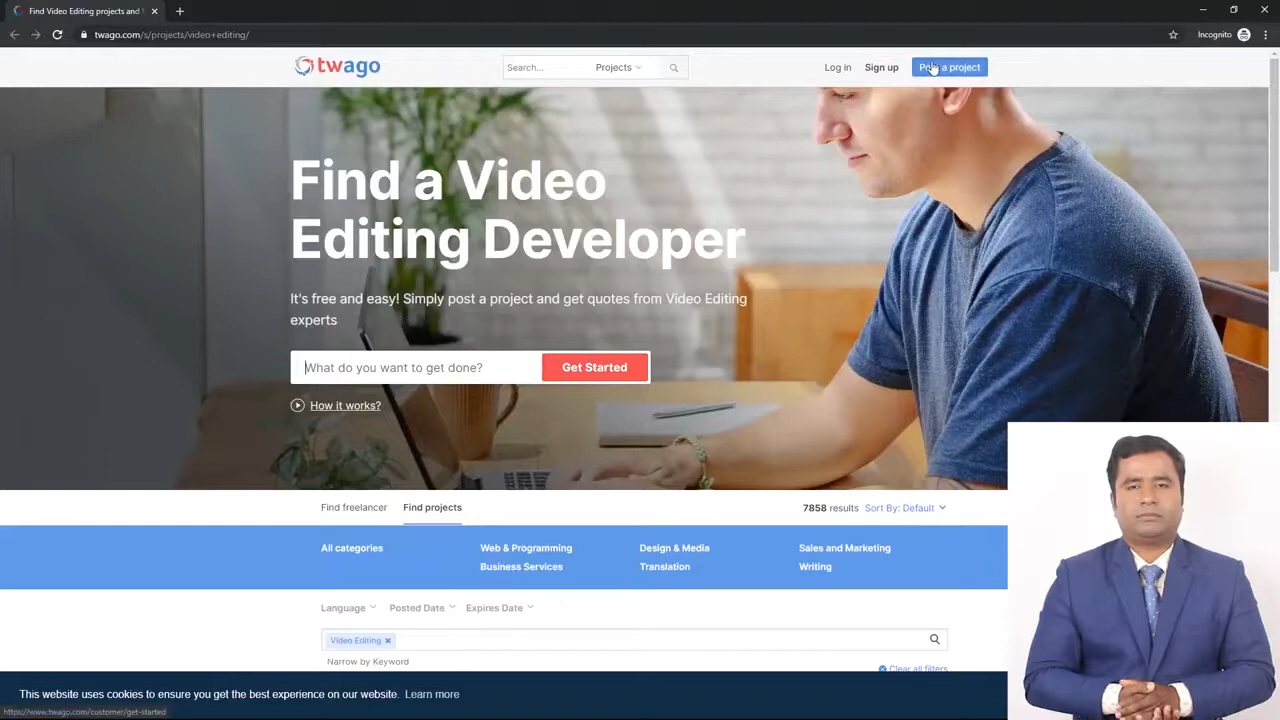 Find Video Editing projects and
twago.com/s/projects/video+editing/
Incognito
twago
Search...
Projects
Log in
Sign up
a project
Find a Video
Editing Developer
It's free and easy! Simply post a project and get quotes from Video Editing
experts
What do you want to get done?
Get Started
How it works?
Find freelancer
Find projects
7858 results
Sort By: Default
All categories
Web & Programming
Design & Media
Sales and Marketing
Business Services
Translation
Writing
Language
Posted Date
Expires Date
Video Editing
Narrow by Keyword
Clear all filters
This website uses cookies to ensure you get the best experience on our website. Learn more
https://www.twago.com/customer/get-started